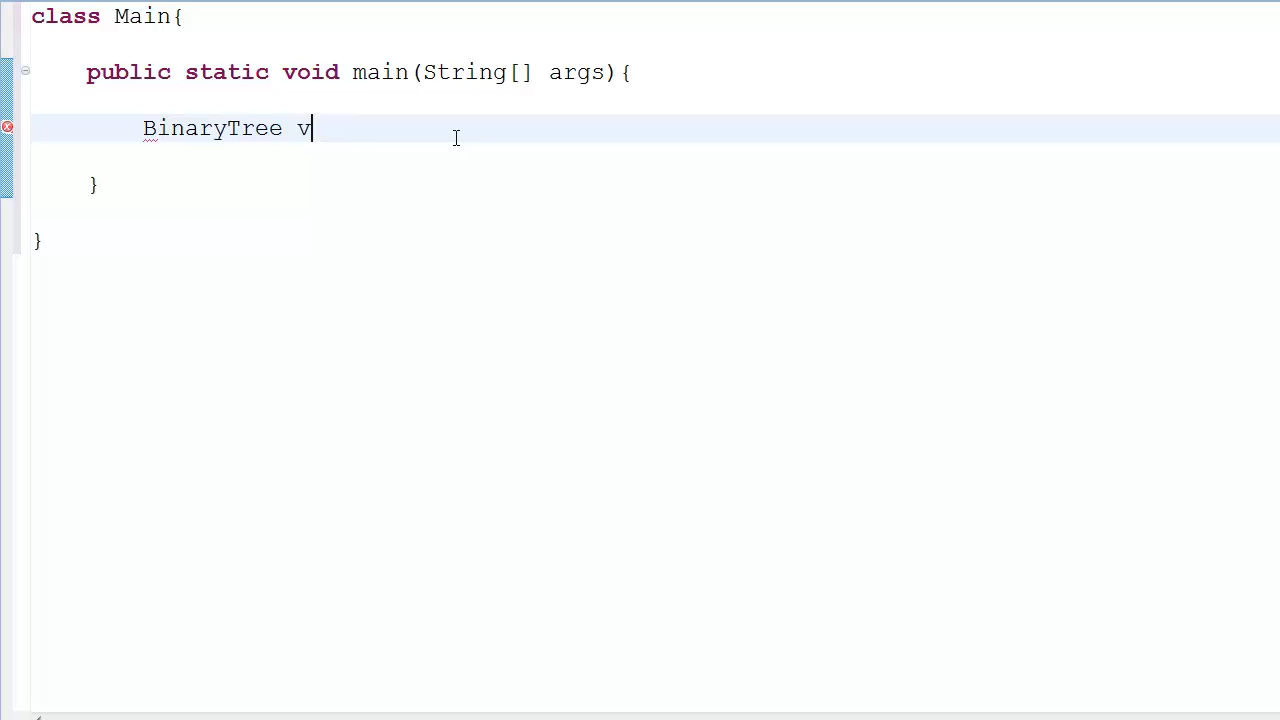 class Main{
public static void main(String[] args){
BinaryTree v
}
}